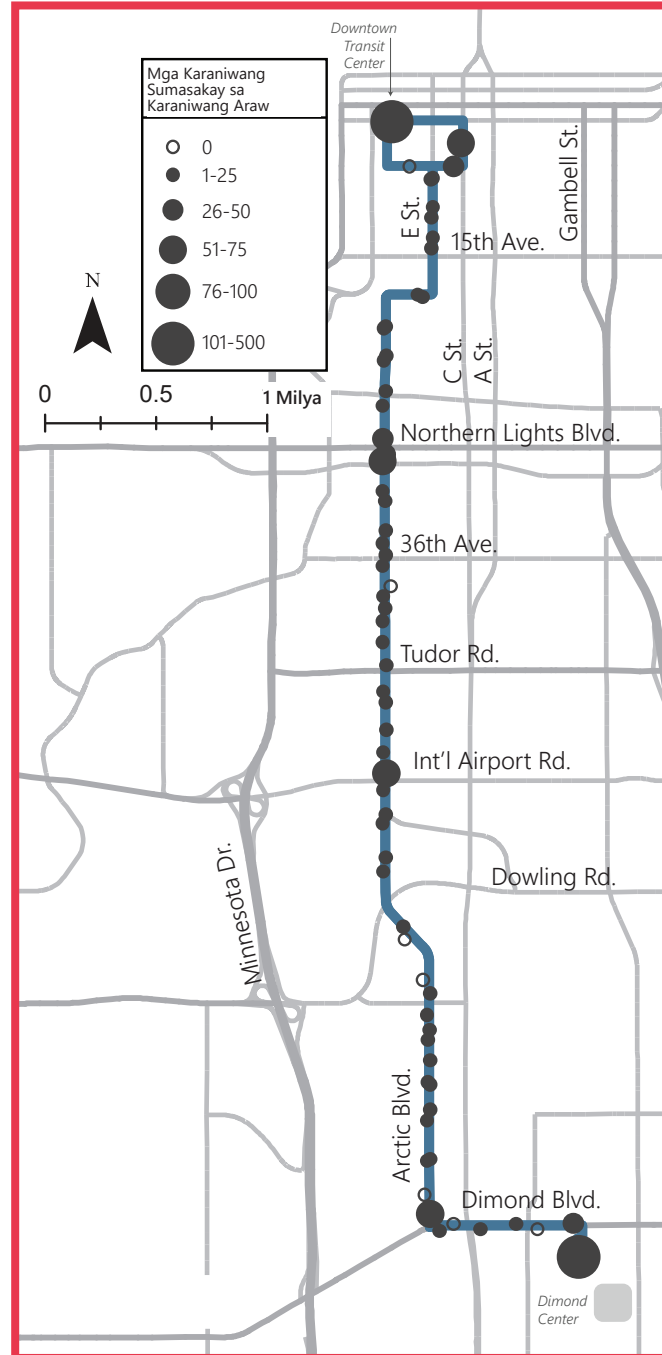 Downtown
Transit
Center
Mga Karaniwang
Sumasakay sa
Karaniwang Araw
0
1-25
26-50
51-75
76-100
101-500
N
0 0.5 1 Milya
E St.
Gambell St.
15th Ave.
C St.
A St.
Northern Lights Blvd.
36th Ave.
Tudor Rd.
Int'l Airport Rd.
Minnesota Dr.
Dowling Rd.
Arctic Blvd.
Dimond Blvd.
Dimond
Center